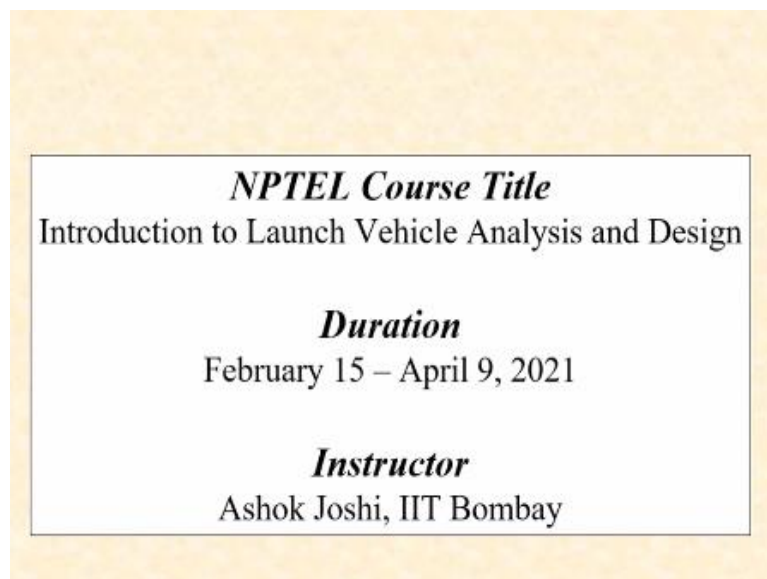 NPTEL Course Title
Introduction to Launch Vehicle Analysis and Design
Duration
February 15 – April 9, 2021
Instructor
Ashok Joshi, IIT Bombay